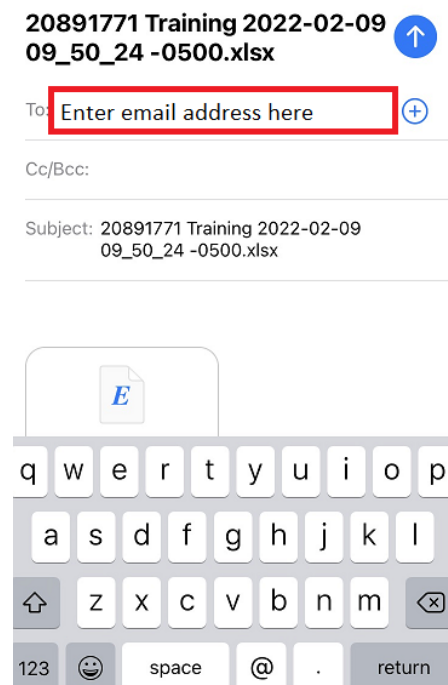 20891771 Training 2022-02-09
09_50_24 -0500.xlsx
To: Enter email address here
Cc/Bcc:
Subject: 20891771 Training 2022-02-09
09_50_24 -0500.xlsx
E
q w e r t y u i o p
a s d f g h j k l
z x c v b n m
123 space @ . return